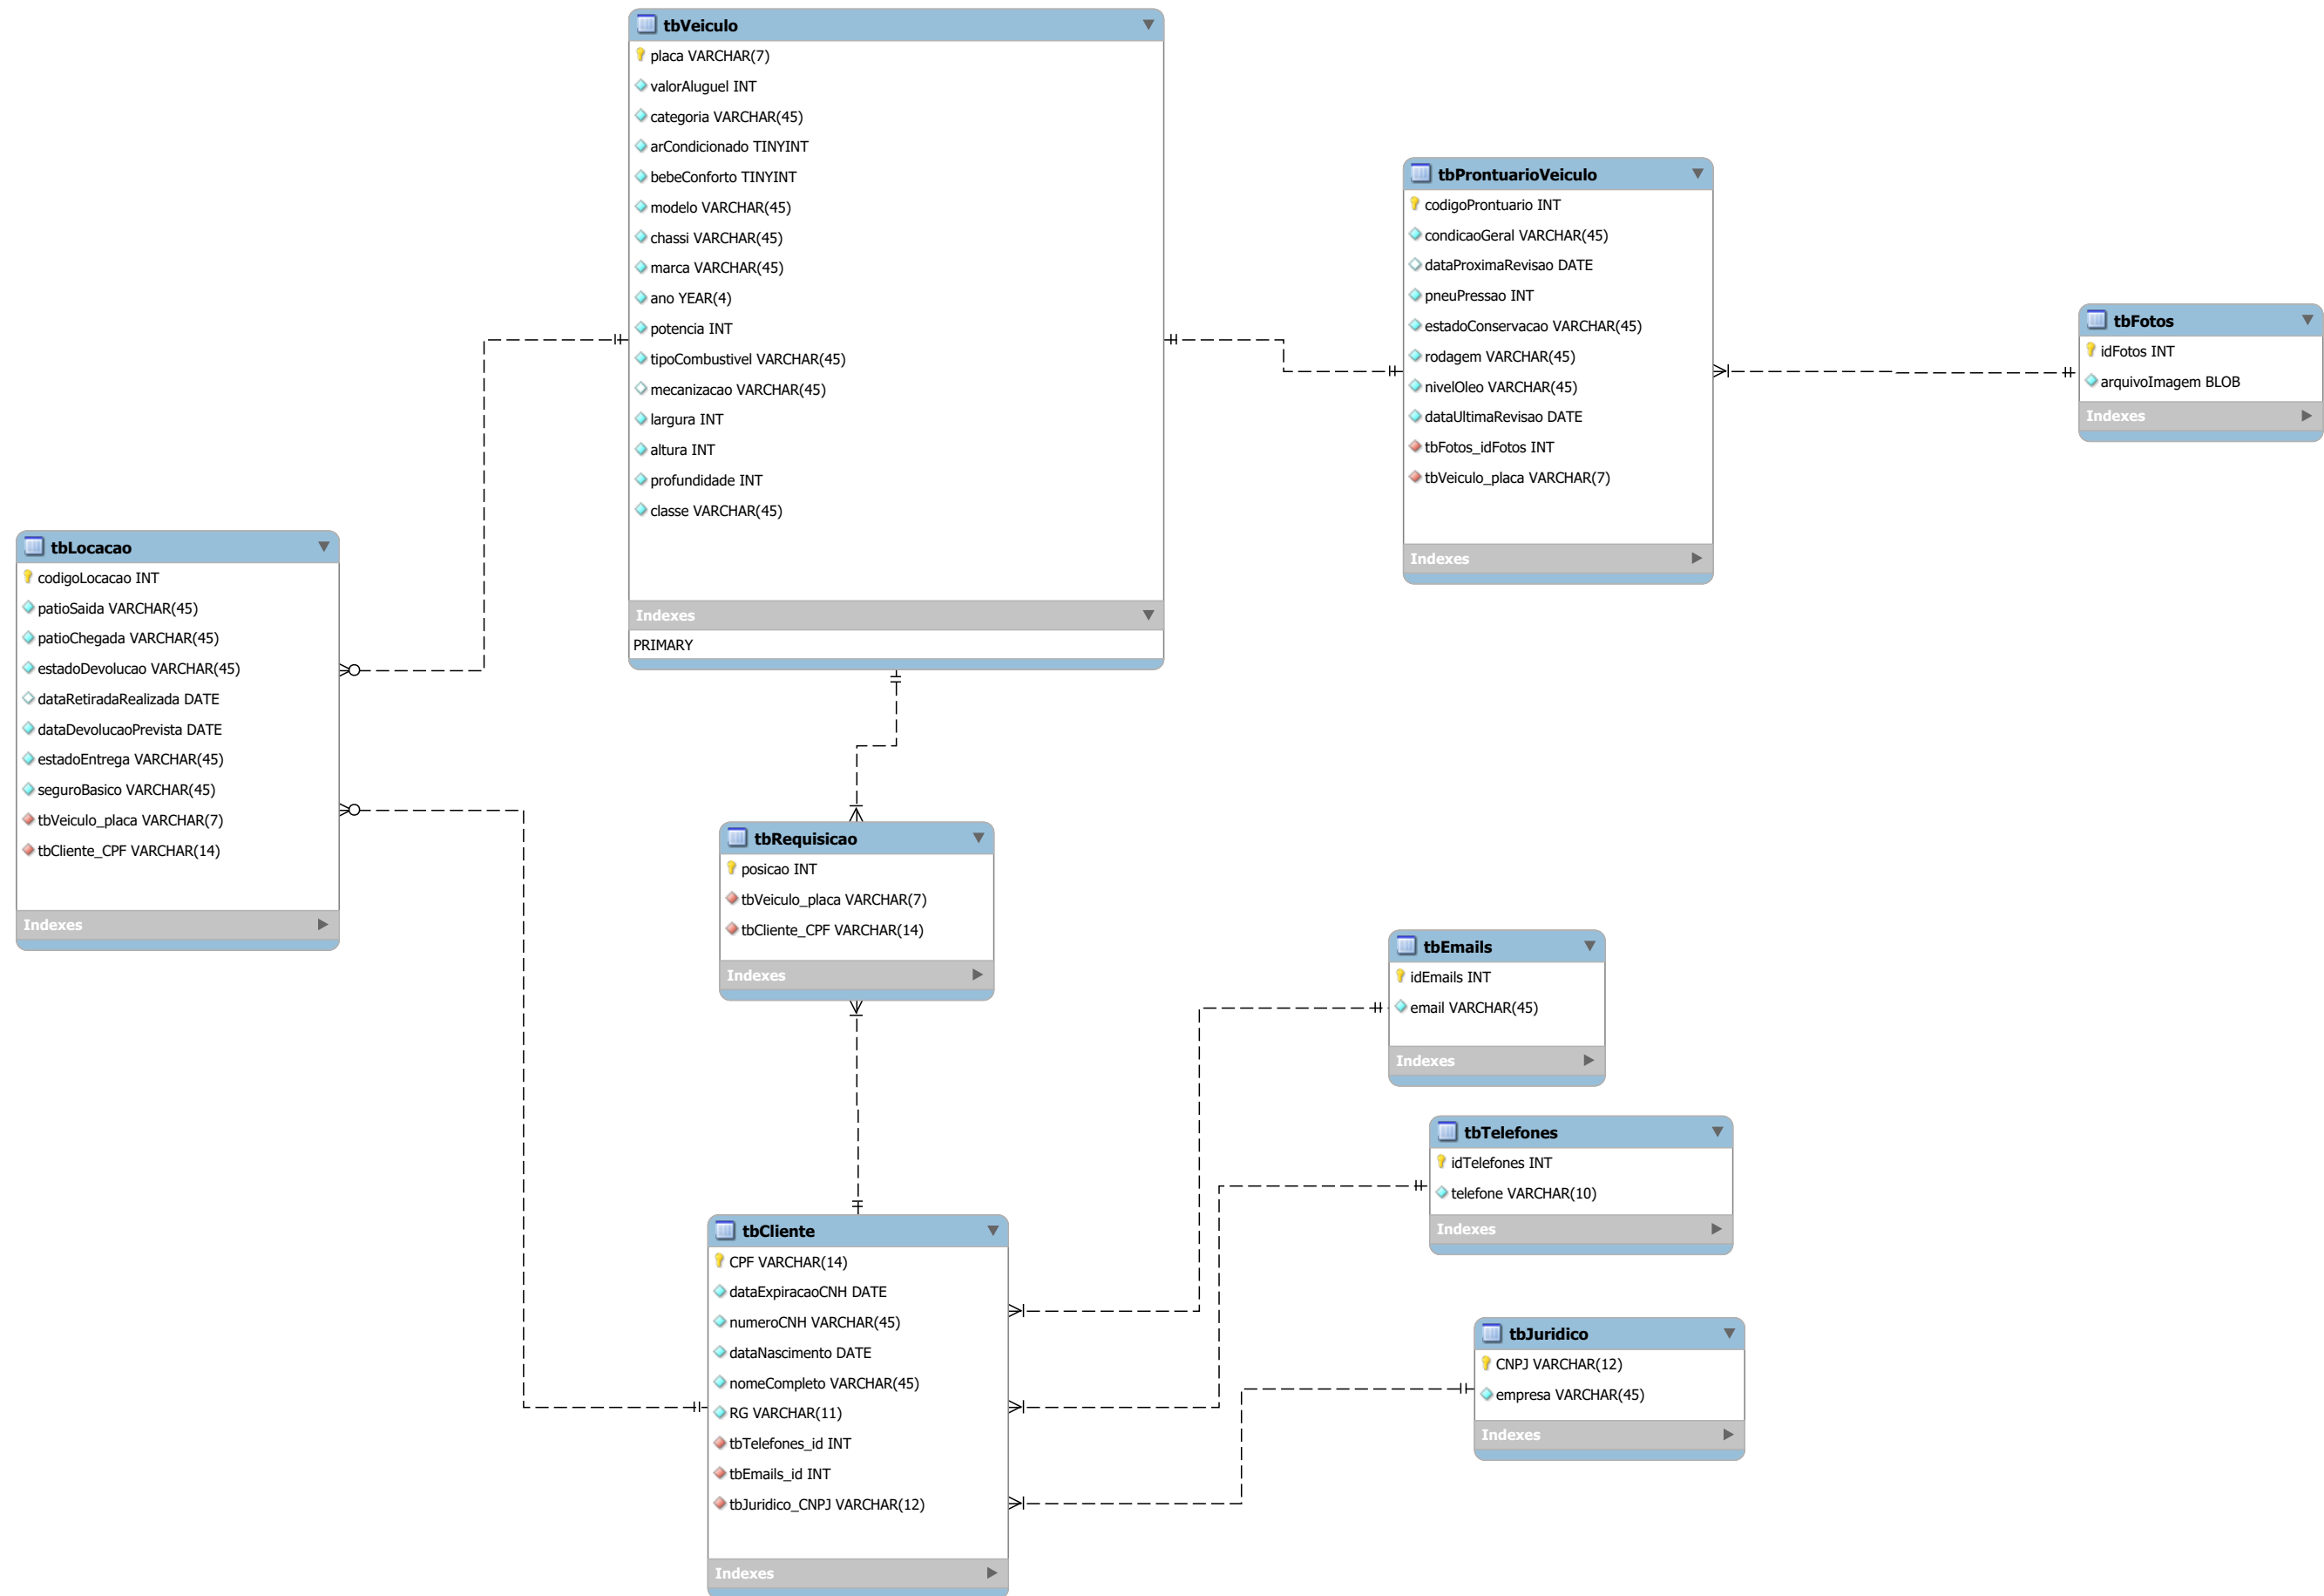 tbVeiculo
placa VARCHAR(7)
valorAluguel INT
categoria VARCHAR(45)
arCondicionado TINYINT
bebeConforto TINYINT
modelo VARCHAR(45)
chassi VARCHAR(45)
marca VARCHAR(45)
ano YEAR(4)
potencia INT
tipoCombustivel VARCHAR(45)
mecanizacao VARCHAR(45)
largura INT
altura INT
profundidade INT
classe VARCHAR(45)
Indexes
PRIMARY
tbProntuarioVeiculo
codigoProntuario INT
condicaoGeral VARCHAR(45)
dataProximaRevisao DATE
pneuPressao INT
estadoConservacao VARCHAR(45)
rodagem VARCHAR(45)
nivelOleo VARCHAR(45)
dataUltimaRevisao DATE
tbFotos_idFotos INT
tbVeiculo_placa VARCHAR(7)
Indexes
tbFotos
idFotos INT
arquivoImagem BLOB
Indexes
tbLocacao
codigoLocacao INT
patioSaida VARCHAR(45)
patioChegada VARCHAR(45)
estadoDevolucao VARCHAR(45)
dataRetiradaRealizada DATE
dataDevolucaoPrevista DATE
estadoEntrega VARCHAR(45)
seguroBasico VARCHAR(45)
tbVeiculo_placa VARCHAR(7)
tbCliente_CPF VARCHAR(14)
Indexes
tbRequisicao
posicao INT
tbVeiculo_placa VARCHAR(7)
tbCliente_CPF VARCHAR(14)
Indexes
tbEmails
idEmails INT
email VARCHAR(45)
Indexes
tbTelefones
idTelefones INT
telefone VARCHAR(10)
Indexes
tbCliente
CPF VARCHAR(14)
dataExpiracaoCNH DATE
numeroCNH VARCHAR(45)
dataNascimento DATE
nomeCompleto VARCHAR(45)
RG VARCHAR(11)
tbTelefones_id INT
tbEmails_id INT
tbJuridico_CNPJ VARCHAR(12)
Indexes
tbJuridico
CNPJ VARCHAR(12)
empresa VARCHAR(45)
Indexes